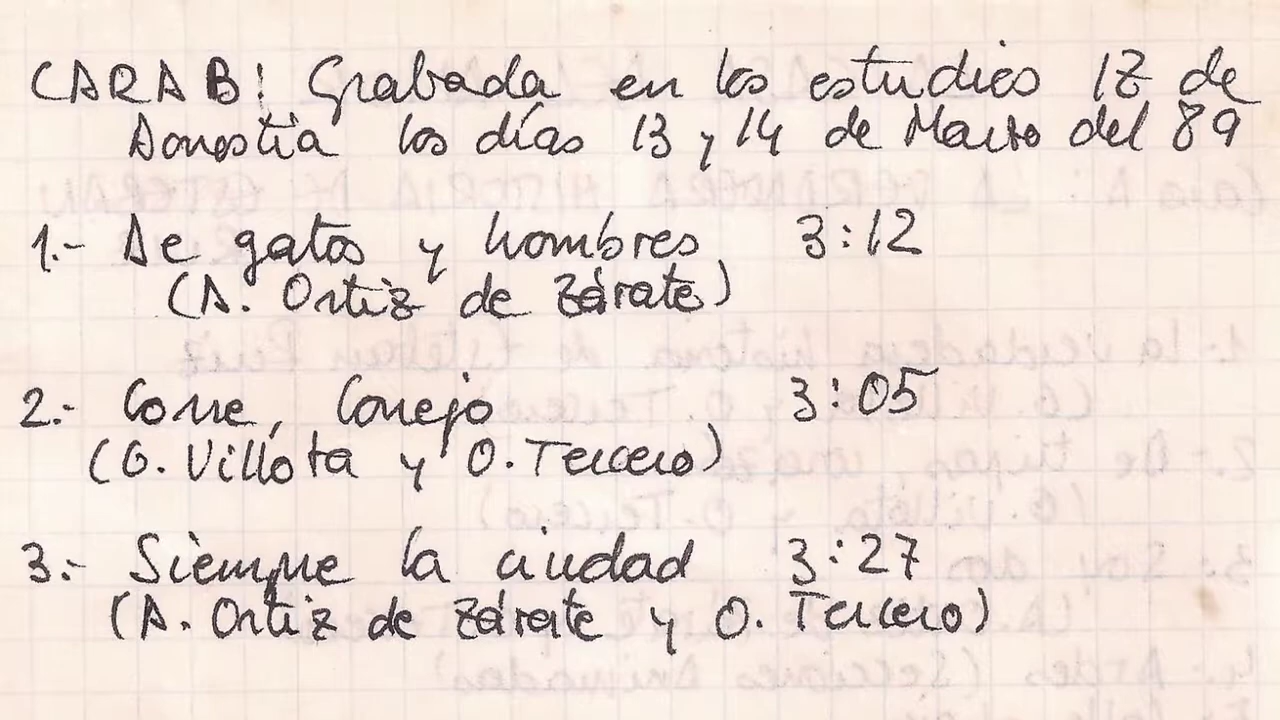 CARA B! Grabada en los estudios IZ de
Donostia los días 13 y 14 de Marzo del 89
1.- De gatos y hombres 3:12
(A. Ortiz de Zárate)
2.- Corre, Conejo 3:05
(G. Villota y O. Tercero)
3.- Siempre la ciudad 3:27
(A. Ortiz de Zárate y O. Tercero)